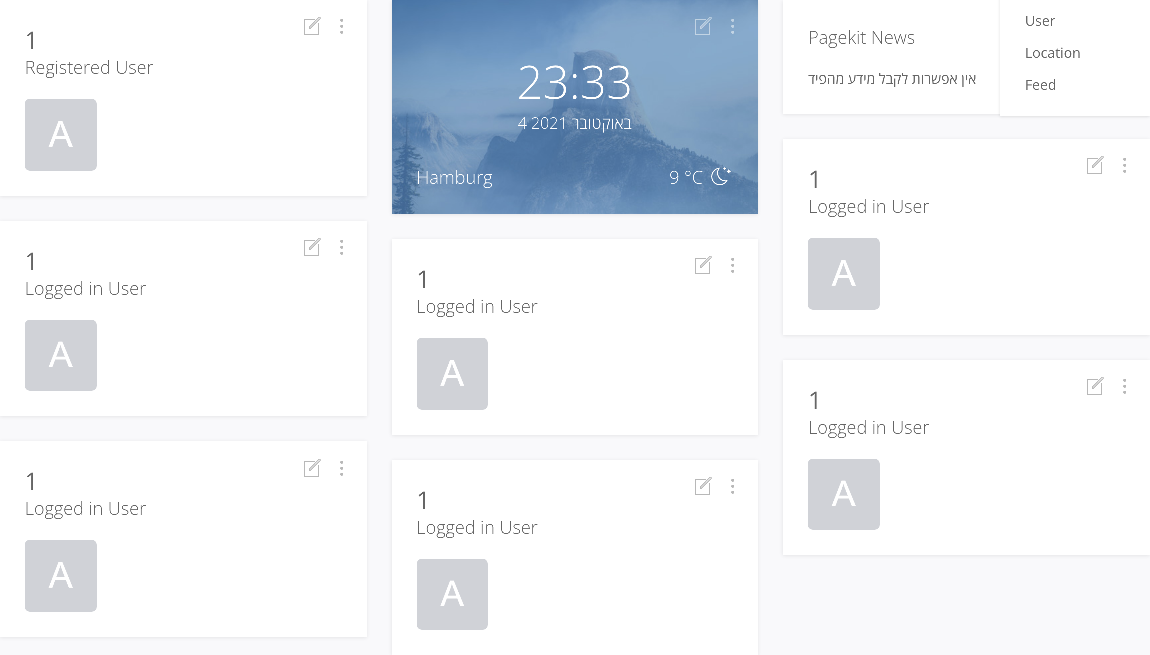 1
Registered User
A
1
Logged in User
A
1
Logged in User
A
23:33
4 באוקטובר 2021
Hamburg
9 °C
1
Logged in User
A
1
Logged in User
A
Pagekit News
אין אפשרות לקבל מידע מהפיד
User
Location
Feed
1
Logged in User
A
1
Logged in User
A